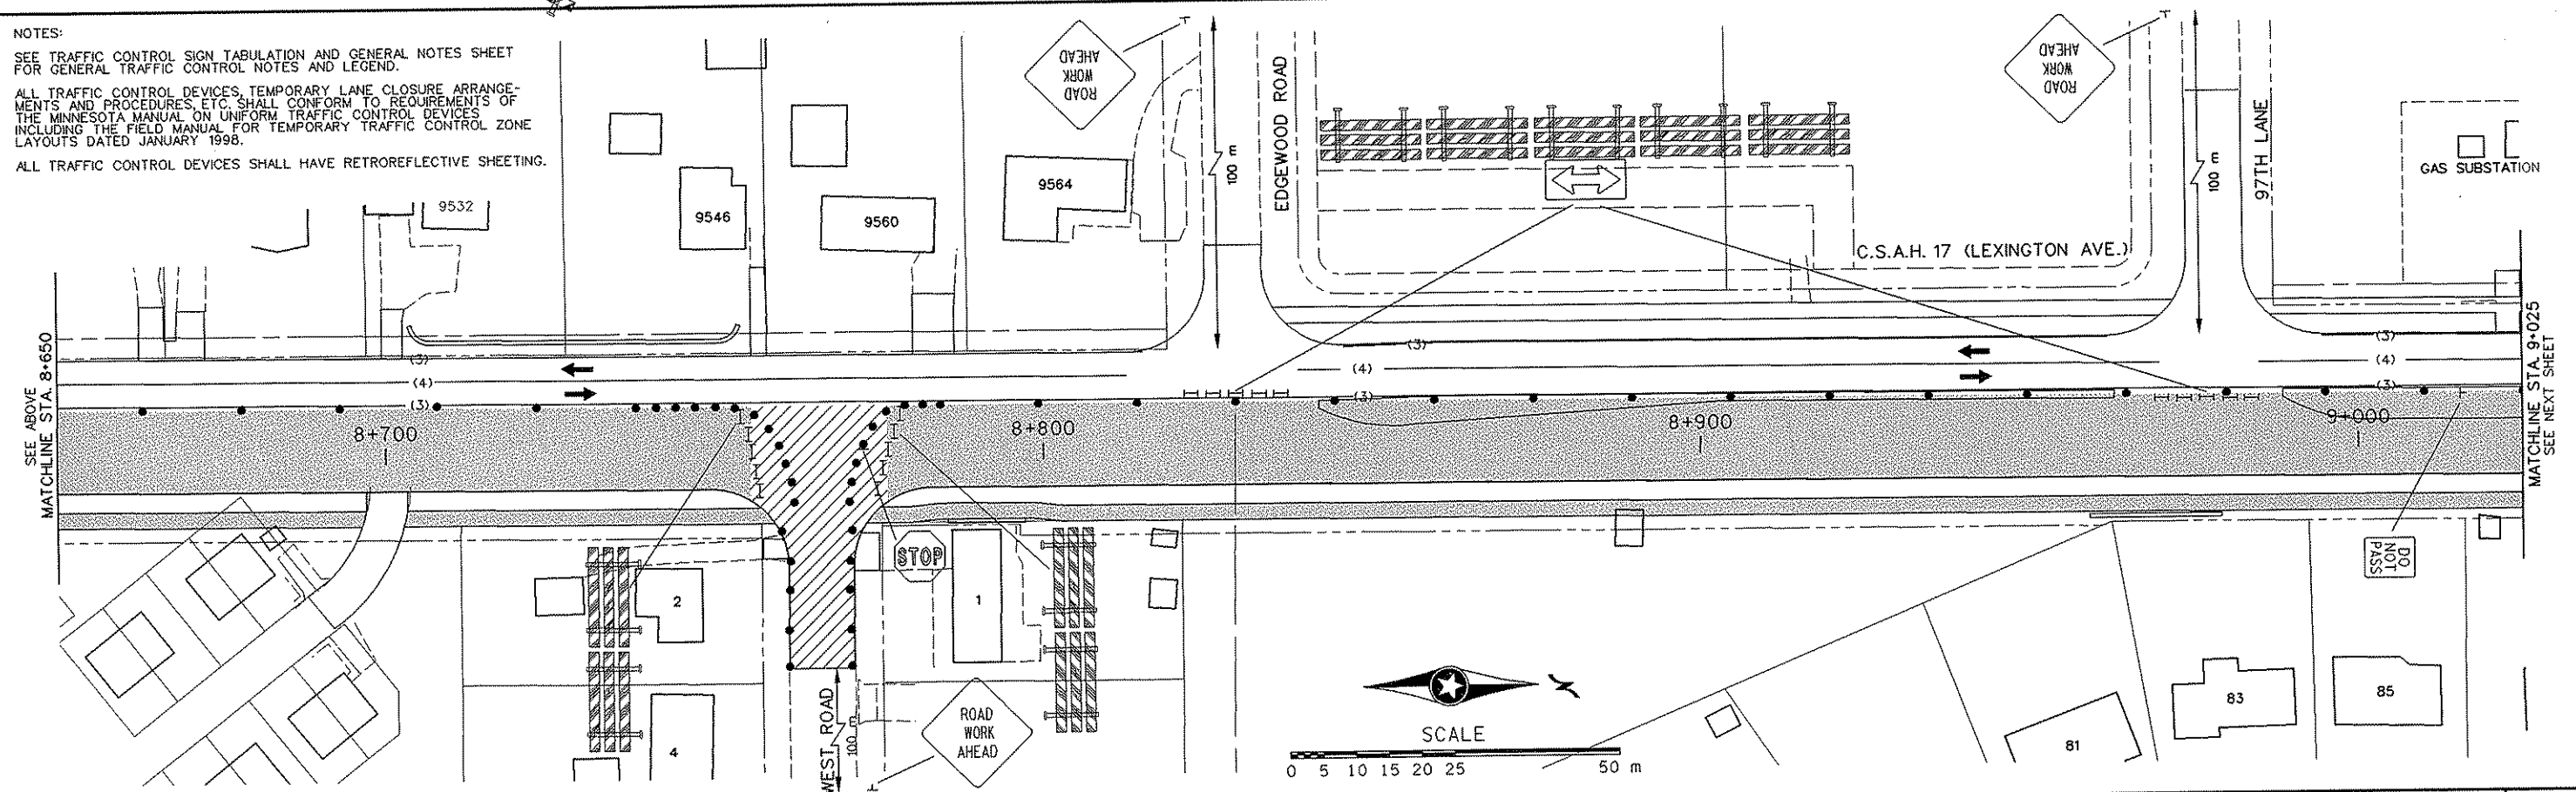 NOTES:
SEE TRAFFIC CONTROL SIGN TABULATION AND GENERAL NOTES SHEET
FOR GENERAL TRAFFIC CONTROL NOTES AND LEGEND.
ALL TRAFFIC CONTROL DEVICES, TEMPORARY LANE CLOSURE ARRANGE-
MENTS AND PROCEDURES, ETC. SHALL CONFORM TO REQUIREMENTS OF
THE MINNESOTA MANUAL ON UNIFORM TRAFFIC CONTROL DEVICES
INCLUDING THE FIELD MANUAL FOR TEMPORARY TRAFFIC CONTROL ZONE
LAYOUTS DATED JANUARY 1998.
ALL TRAFFIC CONTROL DEVICES SHALL HAVE RETROREFLECTIVE SHEETING.
ROAD
WORK
AHEAD
ROAD
WORK
AHEAD
EDGEWOOD ROAD
100 m
97TH LANE
100 m
GAS SUBSTATION
9532
9546
9560
9564
C.S.A.H. 17 (LEXINGTON AVE.)
SEE ABOVE
MATCHLINE STA. 8+650
MATCHLINE STA. 9+025
SEE NEXT SHEET
(3)
(4)
(3)
(3)
(4)
(3)
(3)
(4)
(3)
8+700
8+800
8+900
9+000
STOP
DO
NOT
PASS
2
1
4
WEST ROAD
100 m
ROAD
WORK
AHEAD
N
SCALE
0 5 10 15 20 25 50 m
81
83
85